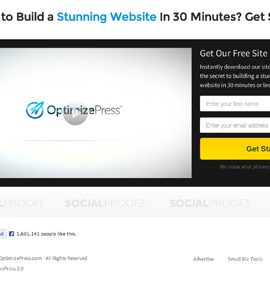 to Build a Stunning Website In 30 Minutes? Get S
Get Our Free Site
Instantly download our site
the secret to building a stun
website in 30 minutes or les
Enter your first name
Enter your email address
Get Sta
We value your privacy
OptimizePress
PROOF1 SOCIALPROOF2 SOCIALPROOF3
1,601,141 people like this.
OptimizePress.com - All Rights Reserved
Advertise Small Biz Tools
zePress 2.0